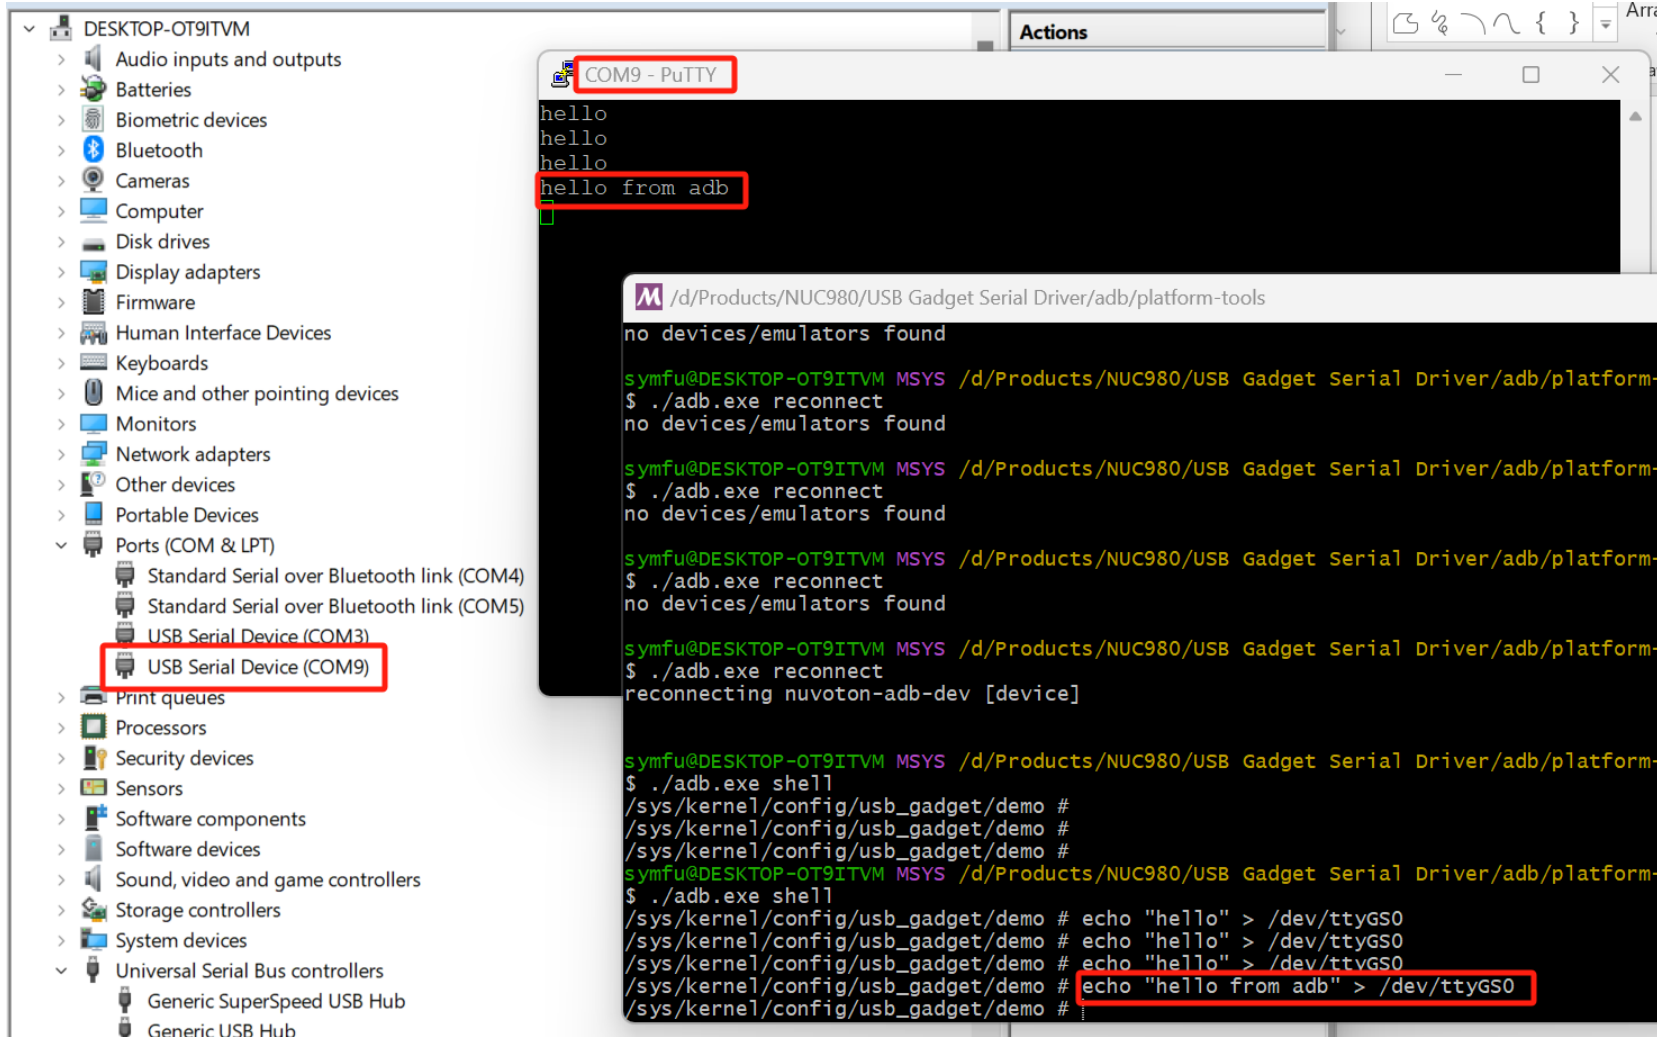 DESKTOP-OT9ITVM
Audio inputs and outputs
Batteries
Biometric devices
Bluetooth
Cameras
Computer
Disk drives
Display adapters
Firmware
Human Interface Devices
Keyboards
Mice and other pointing devices
Monitors
Network adapters
Other devices
Portable Devices
Ports (COM & LPT)
Standard Serial over Bluetooth link (COM4)
Standard Serial over Bluetooth link (COM5)
USB Serial Device (COM3)
USB Serial Device (COM9)
Print queues
Processors
Security devices
Sensors
Software components
Software devices
Sound, video and game controllers
Storage controllers
System devices
Universal Serial Bus controllers
Generic SuperSpeed USB Hub
Generic USB Hub
Actions
COM9 - PuTTY
hello
hello
hello
hello from adb
/d/Products/NUC980/USB Gadget Serial Driver/adb/platform-tools
no devices/emulators found
symfu@DESKTOP-OT9ITVM MSYS /d/Products/NUC980/USB Gadget Serial Driver/adb/platform-
$ ./adb.exe reconnect
no devices/emulators found
symfu@DESKTOP-OT9ITVM MSYS /d/Products/NUC980/USB Gadget Serial Driver/adb/platform-
$ ./adb.exe reconnect
no devices/emulators found
symfu@DESKTOP-OT9ITVM MSYS /d/Products/NUC980/USB Gadget Serial Driver/adb/platform-
$ ./adb.exe reconnect
no devices/emulators found
symfu@DESKTOP-OT9ITVM MSYS /d/Products/NUC980/USB Gadget Serial Driver/adb/platform-
$ ./adb.exe reconnect
reconnecting nuvoton-adb-dev [device]
symfu@DESKTOP-OT9ITVM MSYS /d/Products/NUC980/USB Gadget Serial Driver/adb/platform-
$ ./adb.exe shell
/sys/kernel/config/usb_gadget/demo #
/sys/kernel/config/usb_gadget/demo #
/sys/kernel/config/usb_gadget/demo #
symfu@DESKTOP-OT9ITVM MSYS /d/Products/NUC980/USB Gadget Serial Driver/adb/platform-
$ ./adb.exe shell
/sys/kernel/config/usb_gadget/demo # echo "hello" > /dev/ttyGS0
/sys/kernel/config/usb_gadget/demo # echo "hello" > /dev/ttyGS0
/sys/kernel/config/usb_gadget/demo # echo "hello" > /dev/ttyGS0
/sys/kernel/config/usb_gadget/demo # echo "hello from adb" > /dev/ttyGS0
/sys/kernel/config/usb_gadget/demo #